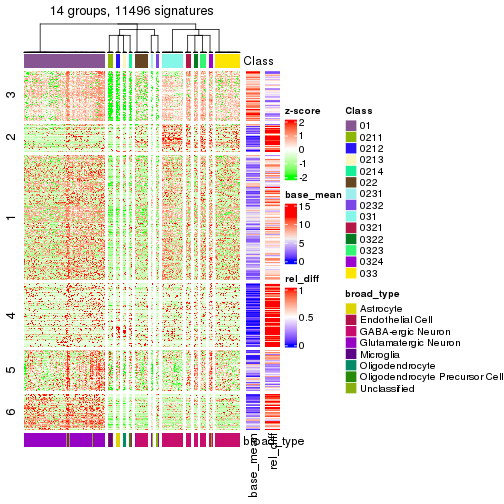 14 groups, 11496 signatures
Class
3
2
1
4
5
6
broad_type
base_mean
rel_diff
z-score
2
1
0
-1
-2
base_mean
15
10
5
0
rel_diff
1
0.5
0
Class
01
0211
0212
0213
0214
022
0231
0232
031
0321
0322
0323
0324
033
broad_type
Astrocyte
Endothelial Cell
GABA-ergic Neuron
Glutamatergic Neuron
Microglia
Oligodendrocyte
Oligodendrocyte Precursor Cell
Unclassified